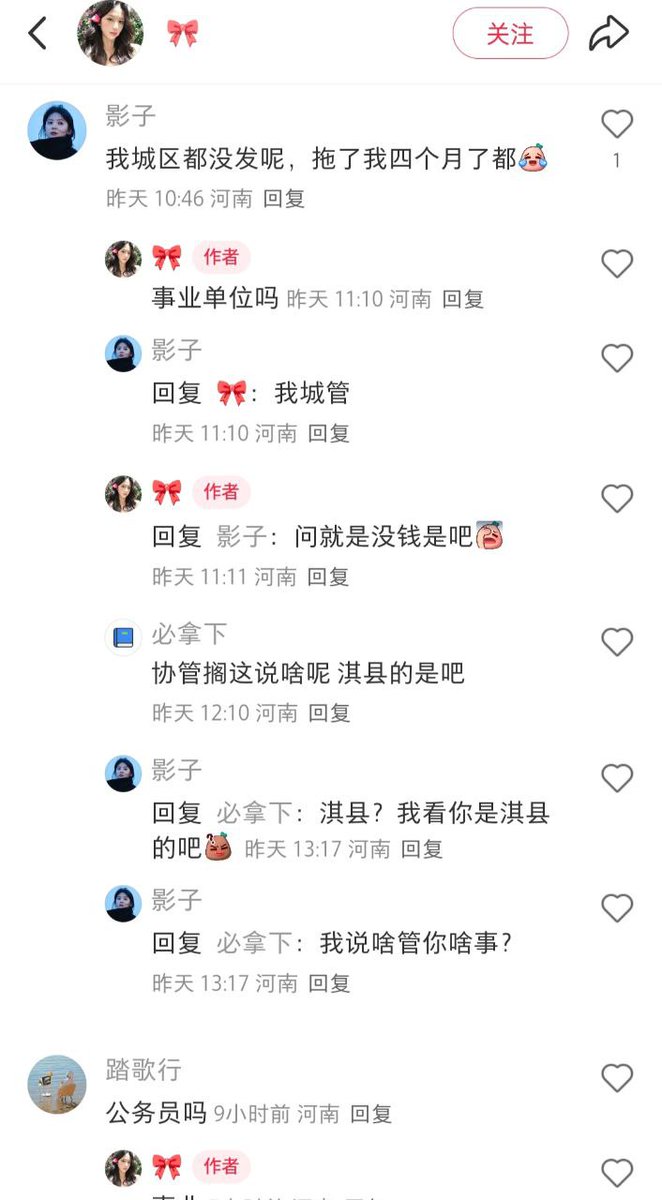 关注
影子
我城区都没发呢，拖了我四个月了都
1
昨天 10:46 河南 回复
作者
事业单位吗 昨天 11:10 河南 回复
影子
回复 ：我城管
昨天 11:10 河南 回复
作者
回复 影子：问就是没钱是吧
昨天 11:11 河南 回复
必拿下
协管搁这说啥呢 淇县的是吧
昨天 12:10 河南 回复
影子
回复 必拿下：淇县？我看你是淇县
的吧 昨天 13:17 河南 回复
影子
回复 必拿下：我说啥管你啥事？
昨天 13:17 河南 回复
踏歌行
公务员吗 9小时前 河南 回复
作者